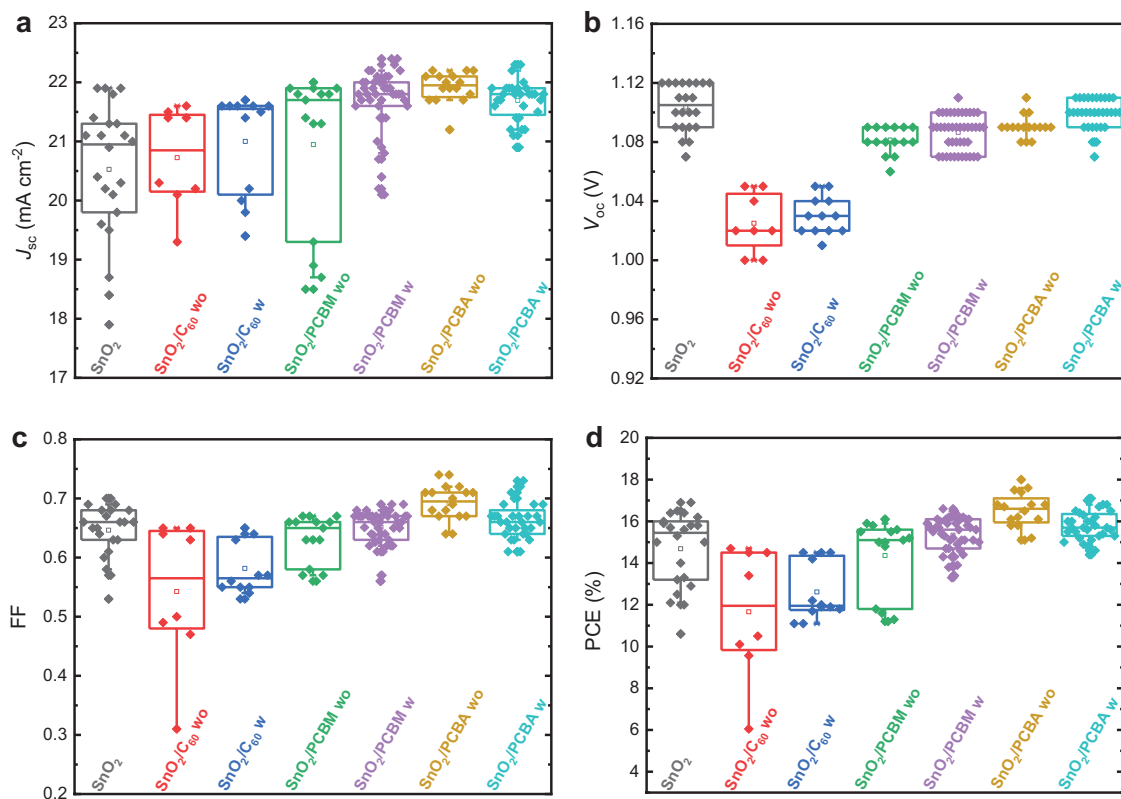 a
23
22
21
20
19
18
17
J_sc (mA cm⁻²)
SnO₂
SnO₂/C₆₀ wo
SnO₂/C₆₀ w
SnO₂/PCBM wo
SnO₂/PCBM w
SnO₂/PCBA wo
SnO₂/PCBA w
b
1.16
1.12
1.08
1.04
1.00
0.96
0.92
V_oc (V)
SnO₂
SnO₂/C₆₀ wo
SnO₂/C₆₀ w
SnO₂/PCBM wo
SnO₂/PCBM w
SnO₂/PCBA wo
SnO₂/PCBA w
c
0.8
0.7
0.6
0.5
0.4
0.3
0.2
FF
SnO₂
SnO₂/C₆₀ wo
SnO₂/C₆₀ w
SnO₂/PCBM wo
SnO₂/PCBM w
SnO₂/PCBA wo
SnO₂/PCBA w
d
20
18
16
14
12
10
8
6
4
PCE (%)
SnO₂
SnO₂/C₆₀ wo
SnO₂/C₆₀ w
SnO₂/PCBM wo
SnO₂/PCBM w
SnO₂/PCBA wo
SnO₂/PCBA w